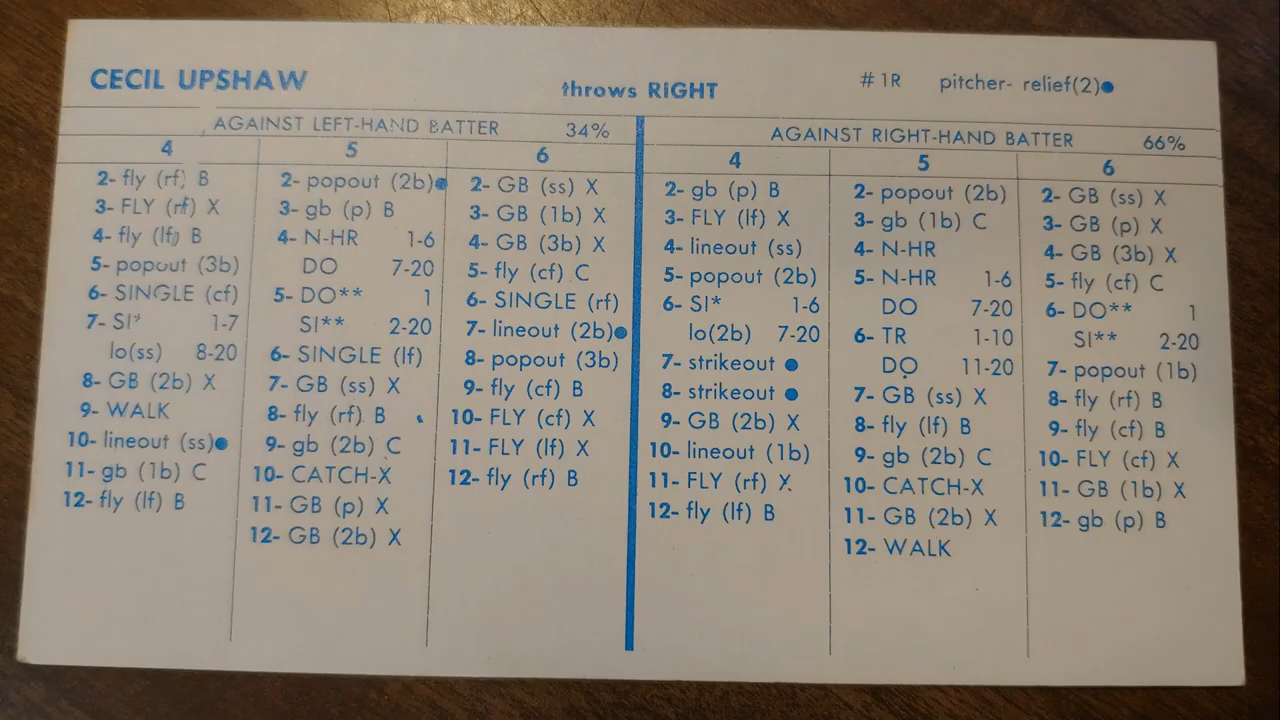 CECIL UPSHAW throws RIGHT # 1R pitcher- relief(2)●
AGAINST LEFT-HAND BATTER 34%
4
2- fly (rf) B
3- FLY (rf) X
4- fly (lf) B
5- popout (3b)
6- SINGLE (cf)
7- SI* 1-7
lo(ss) 8-20
8- GB (2b) X
9- WALK
10- lineout (ss)●
11- gb (1b) C
12- fly (lf) B
5
2- popout (2b)●
3- gb (p) B
4- N-HR 1-6
DO 7-20
5- DO** 1
SI** 2-20
6- SINGLE (lf)
7- GB (ss) X
8- fly (rf) B
9- gb (2b) C
10- CATCH-X
11- GB (p) X
12- GB (2b) X
6
2- GB (ss) X
3- GB (1b) X
4- GB (3b) X
5- fly (cf) C
6- SINGLE (rf)
7- lineout (2b)●
8- popout (3b)
9- fly (cf) B
10- FLY (cf) X
11- FLY (lf) X
12- fly (rf) B
AGAINST RIGHT-HAND BATTER 66%
4
2- gb (p) B
3- FLY (lf) X
4- lineout (ss)
5- popout (2b)
6- SI* 1-6
lo(2b) 7-20
7- strikeout ●
8- strikeout ●
9- GB (2b) X
10- lineout (1b)
11- FLY (rf) X
12- fly (lf) B
5
2- popout (2b)
3- gb (1b) C
4- N-HR
5- N-HR 1-6
DO 7-20
6- TR 1-10
DO 11-20
7- GB (ss) X
8- fly (lf) B
9- gb (2b) C
10- CATCH-X
11- GB (2b) X
12- WALK
6
2- GB (ss) X
3- GB (p) X
4- GB (3b) X
5- fly (cf) C
6- DO** 1
SI** 2-20
7- popout (1b)
8- fly (rf) B
9- fly (cf) B
10- FLY (cf) X
11- GB (1b) X
12- gb (p) B